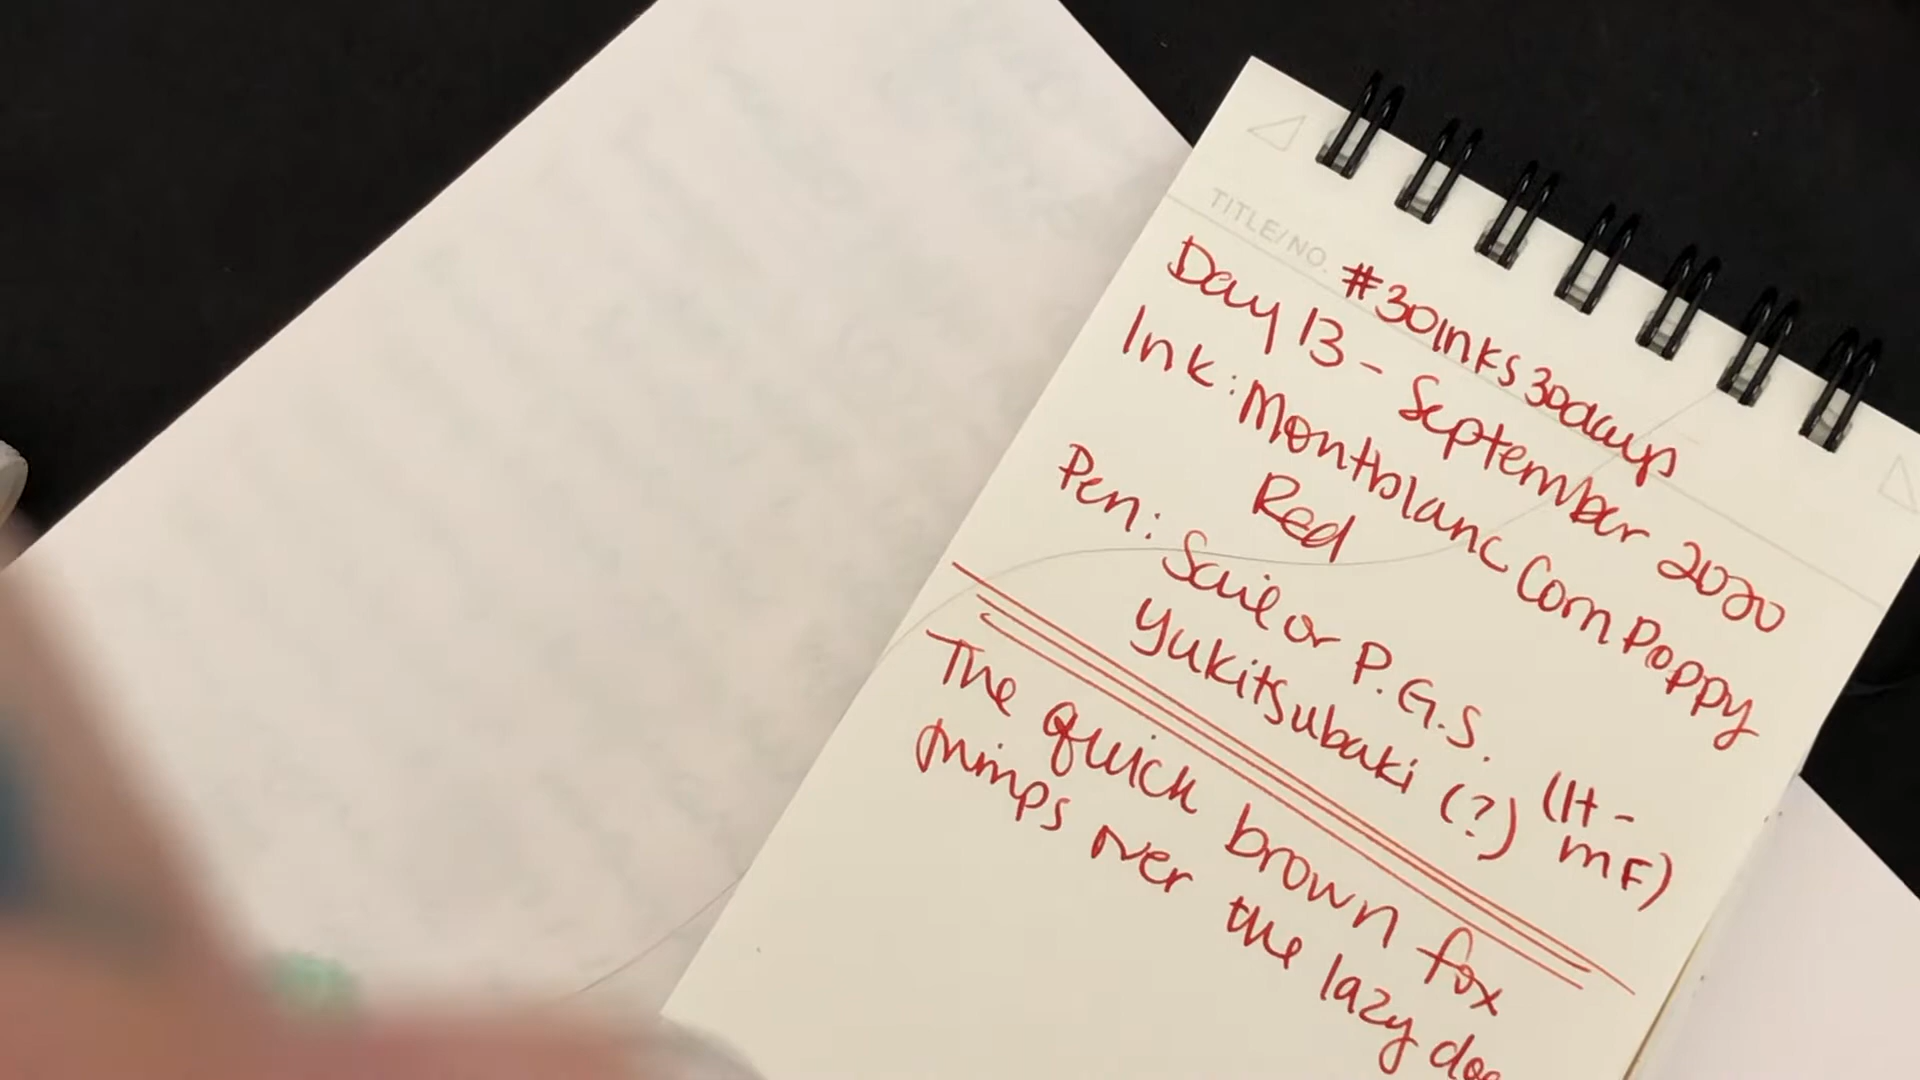 TITLE/NO.
#30Inks30days
Day 13 - September 2020
Ink: Montblanc Corn Poppy
Red
Pen: Sailor P.G.S.
Yukitsubaki (?) (14-
MF)
The quick brown fox
jumps over the lazy